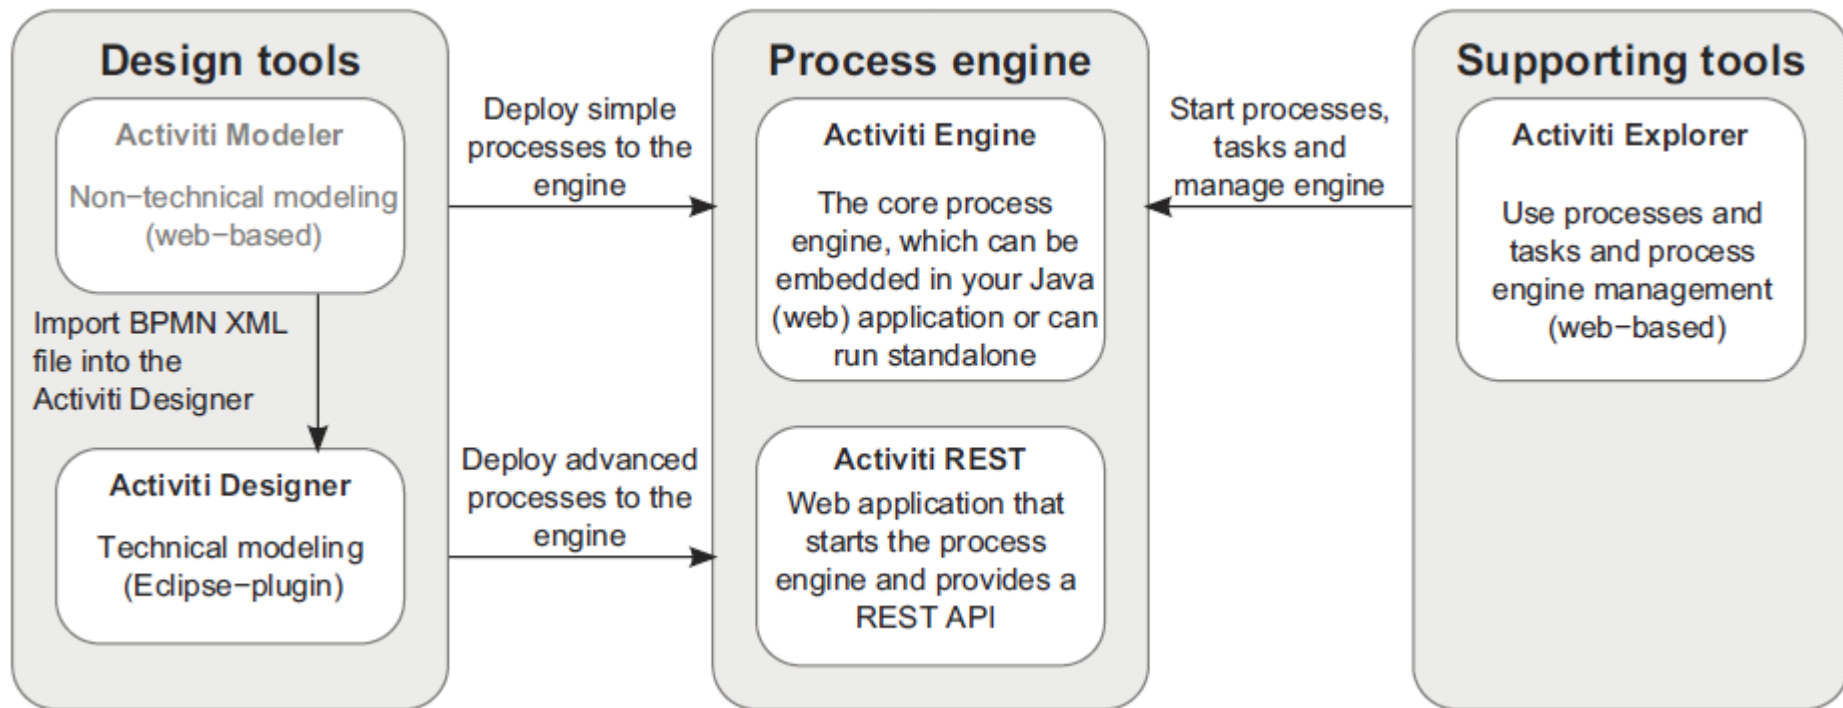 Design tools
Activiti Modeler
Non-technical modeling
(web-based)
Import BPMN XML
file into the
Activiti Designer
Activiti Designer
Technical modeling
(Eclipse-plugin)
Deploy simple
processes to the
engine
Deploy advanced
processes to the
engine
Process engine
Activiti Engine
The core process
engine, which can be
embedded in your Java
(web) application or can
run standalone
Activiti REST
Web application that
starts the process
engine and provides a
REST API
Start processes,
tasks and
manage engine
Supporting tools
Activiti Explorer
Use processes and
tasks and process
engine management
(web-based)